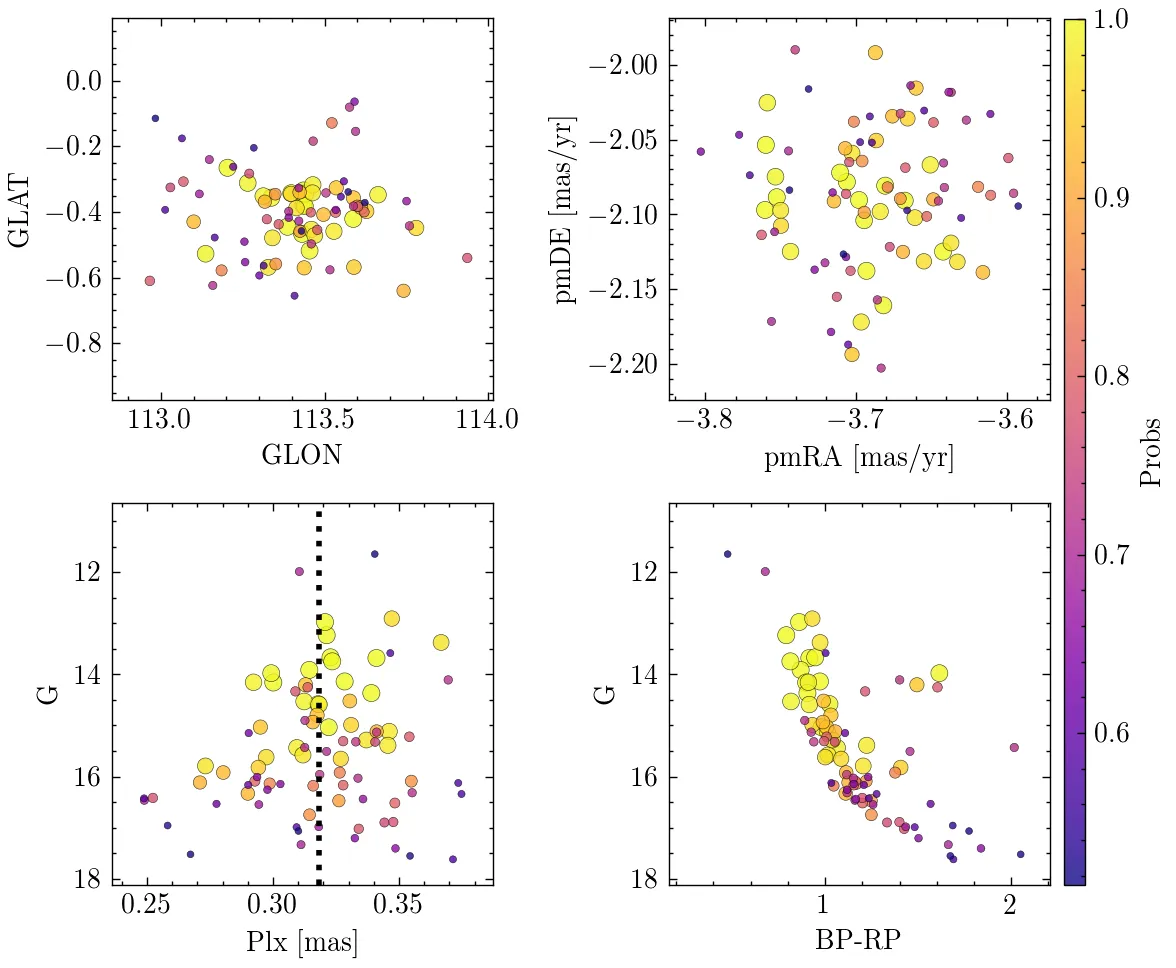 0.0
−0.2
−0.4
−0.6
−0.8
GLAT
113.0 113.5 114.0
GLON
−2.00
−2.05
−2.10
−2.15
−2.20
pmDE [mas/yr]
−3.8 −3.7 −3.6
pmRA [mas/yr]
12
14
16
18
G
0.25 0.30 0.35
Plx [mas]
12
14
16
18
G
1 2
BP-RP
1.0
0.9
0.8
0.7
0.6
Probs